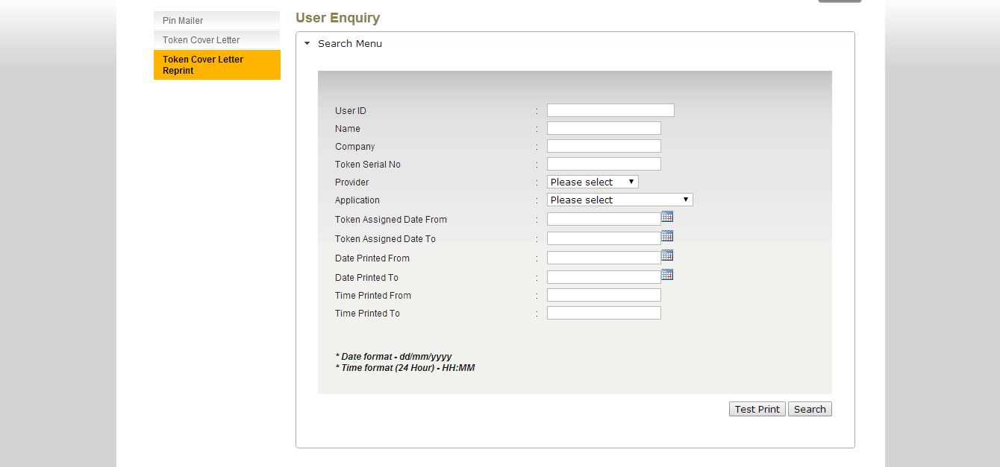 Pin Mailer
Token Cover Letter
Token Cover Letter
Reprint
User Enquiry
Search Menu
User ID :
Name :
Company :
Token Serial No :
Provider : Please select
Application : Please select
Token Assigned Date From :
Token Assigned Date To :
Date Printed From :
Date Printed To :
Time Printed From :
Time Printed To :
* Date format - dd/mm/yyyy
* Time format (24 Hour) - HH:MM
Test Print Search